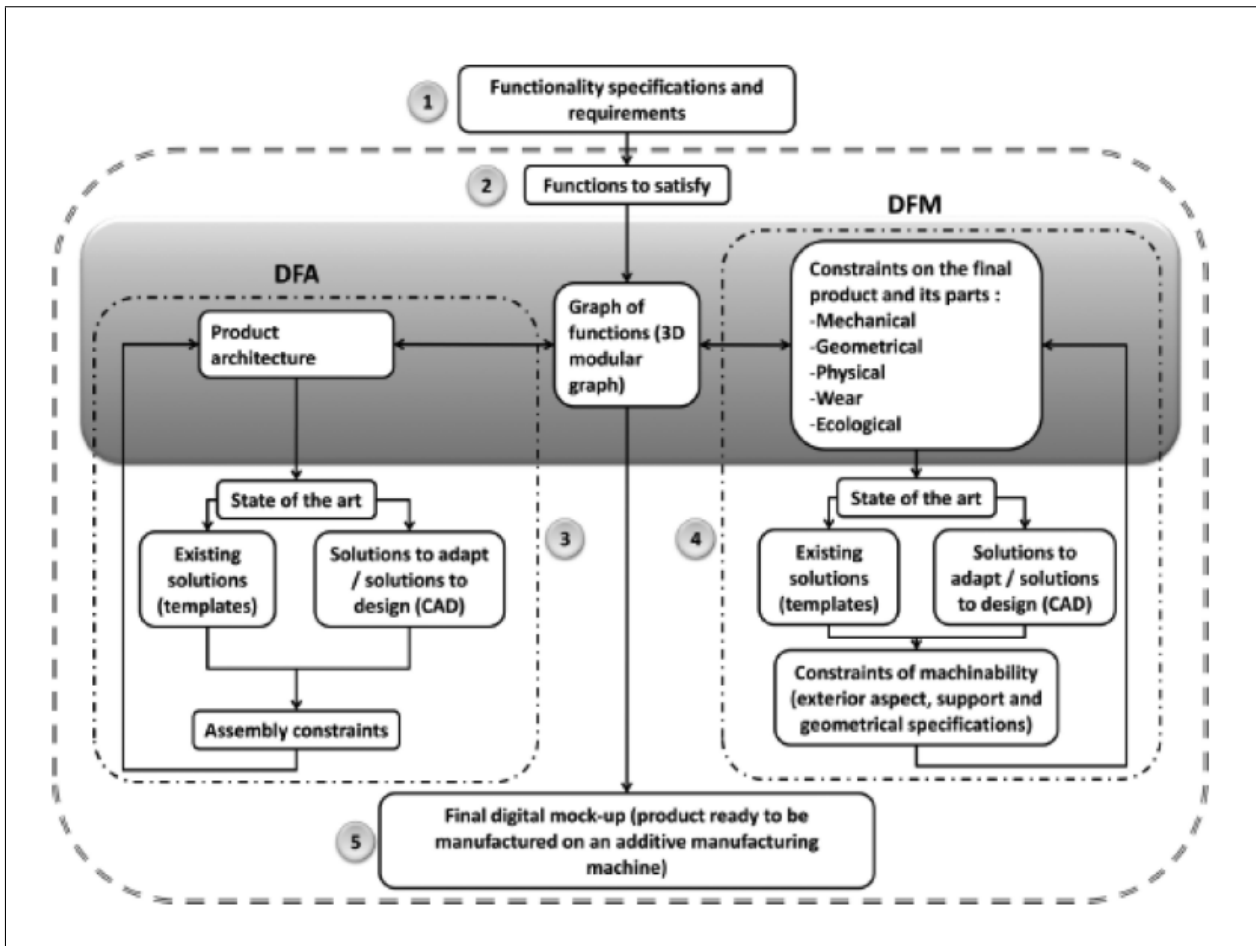 1
Functionality specifications and
requirements
2
Functions to satisfy
DFM
DFA
Constraints on the final
product and its parts :
-Mechanical
-Geometrical
-Physical
-Wear
-Ecological
Graph of
functions (3D
modular
graph)
Product
architecture
State of the art
Existing
solutions
(templates)
Solutions to adapt
/ solutions to
design (CAD)
Assembly constraints
3
4
State of the art
Existing
solutions
(templates)
Solutions to
adapt / solutions
to design (CAD)
Constraints of machinability
(exterior aspect, support and
geometrical specifications)
5
Final digital mock-up (product ready to be
manufactured on an additive manufacturing
machine)